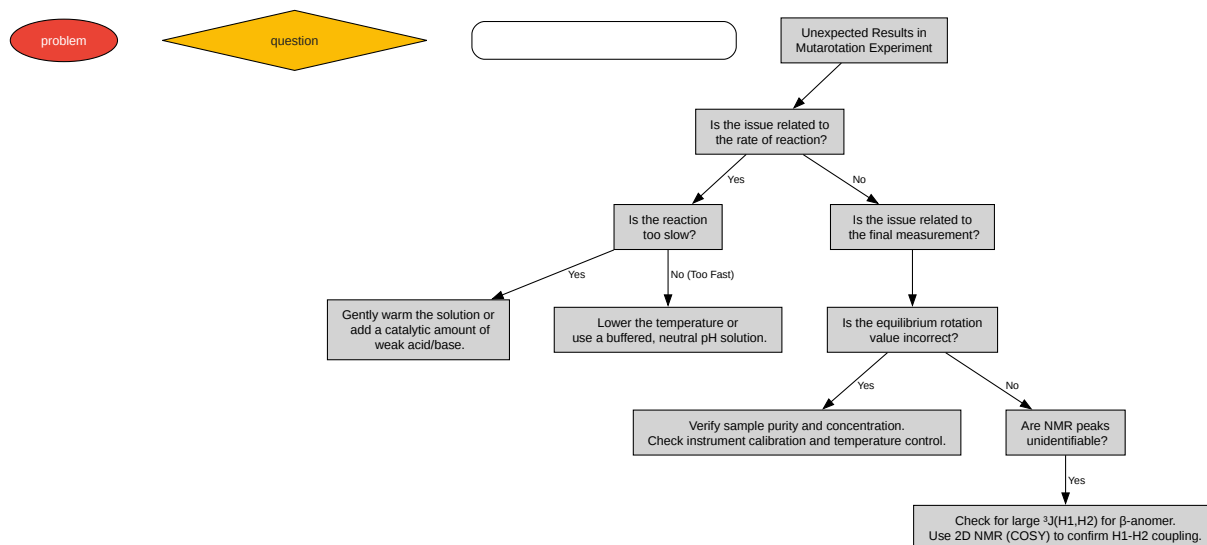 problem
question
Unexpected Results in
Mutarotation Experiment
Is the issue related to
the rate of reaction?
Yes
No
Is the reaction
too slow?
Is the issue related to
the final measurement?
Yes
No (Too Fast)
Gently warm the solution or
add a catalytic amount of
weak acid/base.
Lower the temperature or
use a buffered, neutral pH solution.
Is the equilibrium rotation
value incorrect?
Yes
No
Verify sample purity and concentration.
Check instrument calibration and temperature control.
Are NMR peaks
unidentifiable?
Yes
Check for large ³J(H1,H2) for β-anomer.
Use 2D NMR (COSY) to confirm H1-H2 coupling.